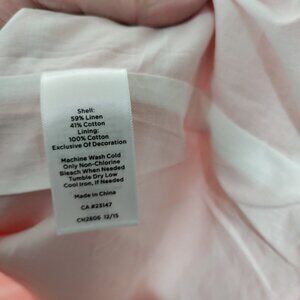 Shell:
59% Linen
41% Cotton
Lining:
100% Cotton
Exclusive Of Decoration
Machine Wash Cold
Only Non-Chlorine
Bleach When Needed
Tumble Dry Low
Cool Iron, If Needed
Made in China
CA #23147
CH2806 12/15